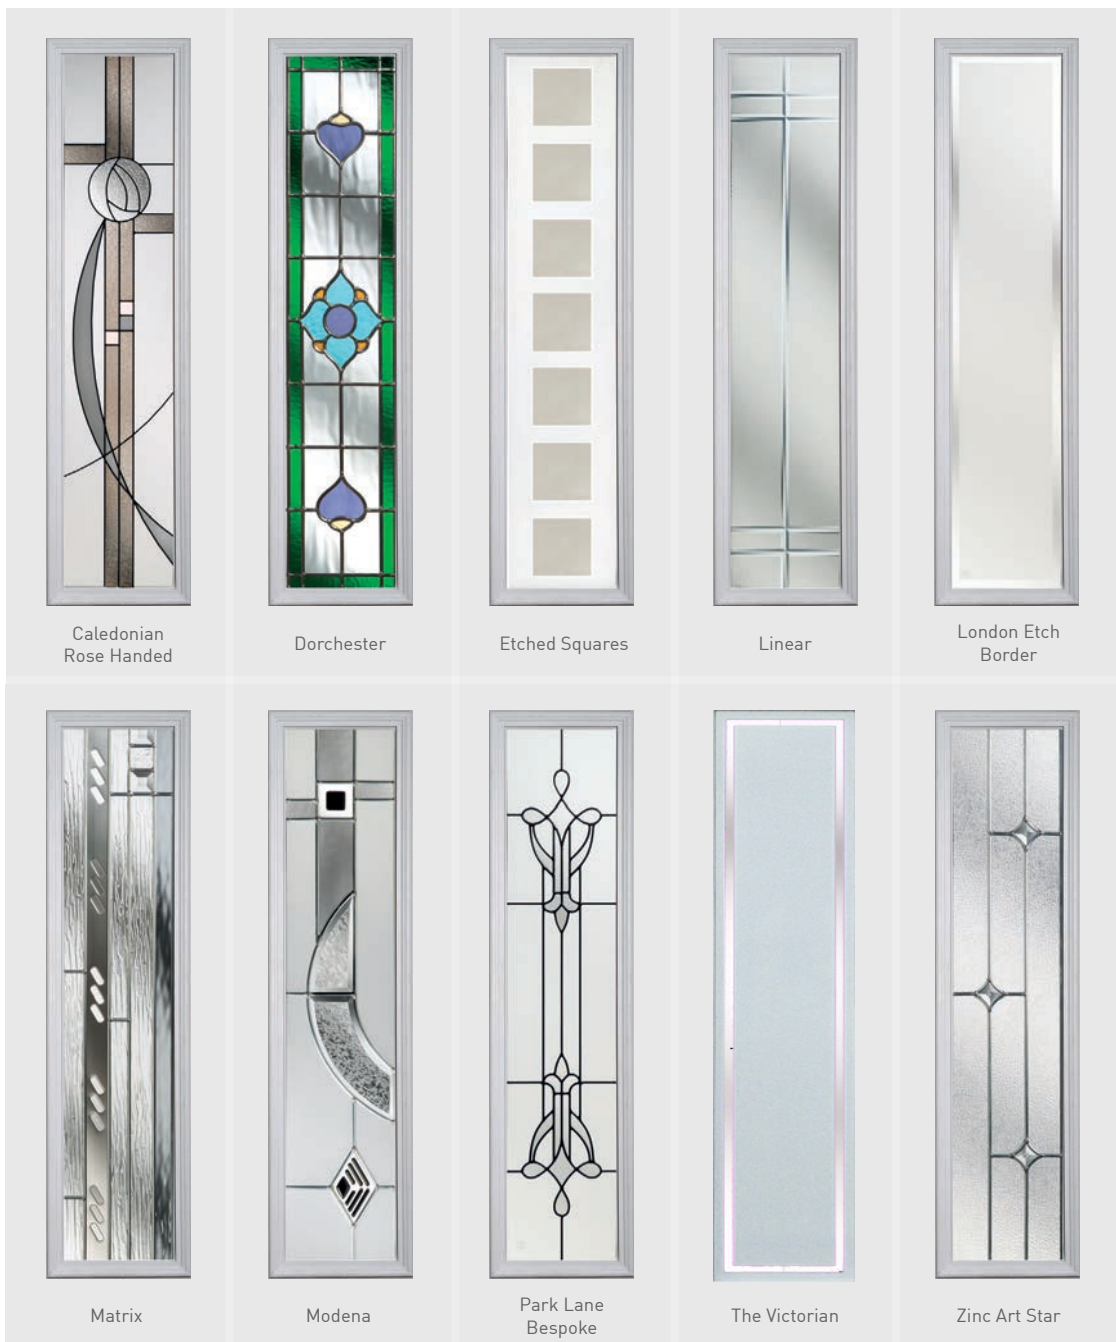 Caledonian
Rose Handed
Dorchester
Etched Squares
Linear
London Etch
Border
Matrix
Modena
Park Lane
Bespoke
The Victorian
Zinc Art Star